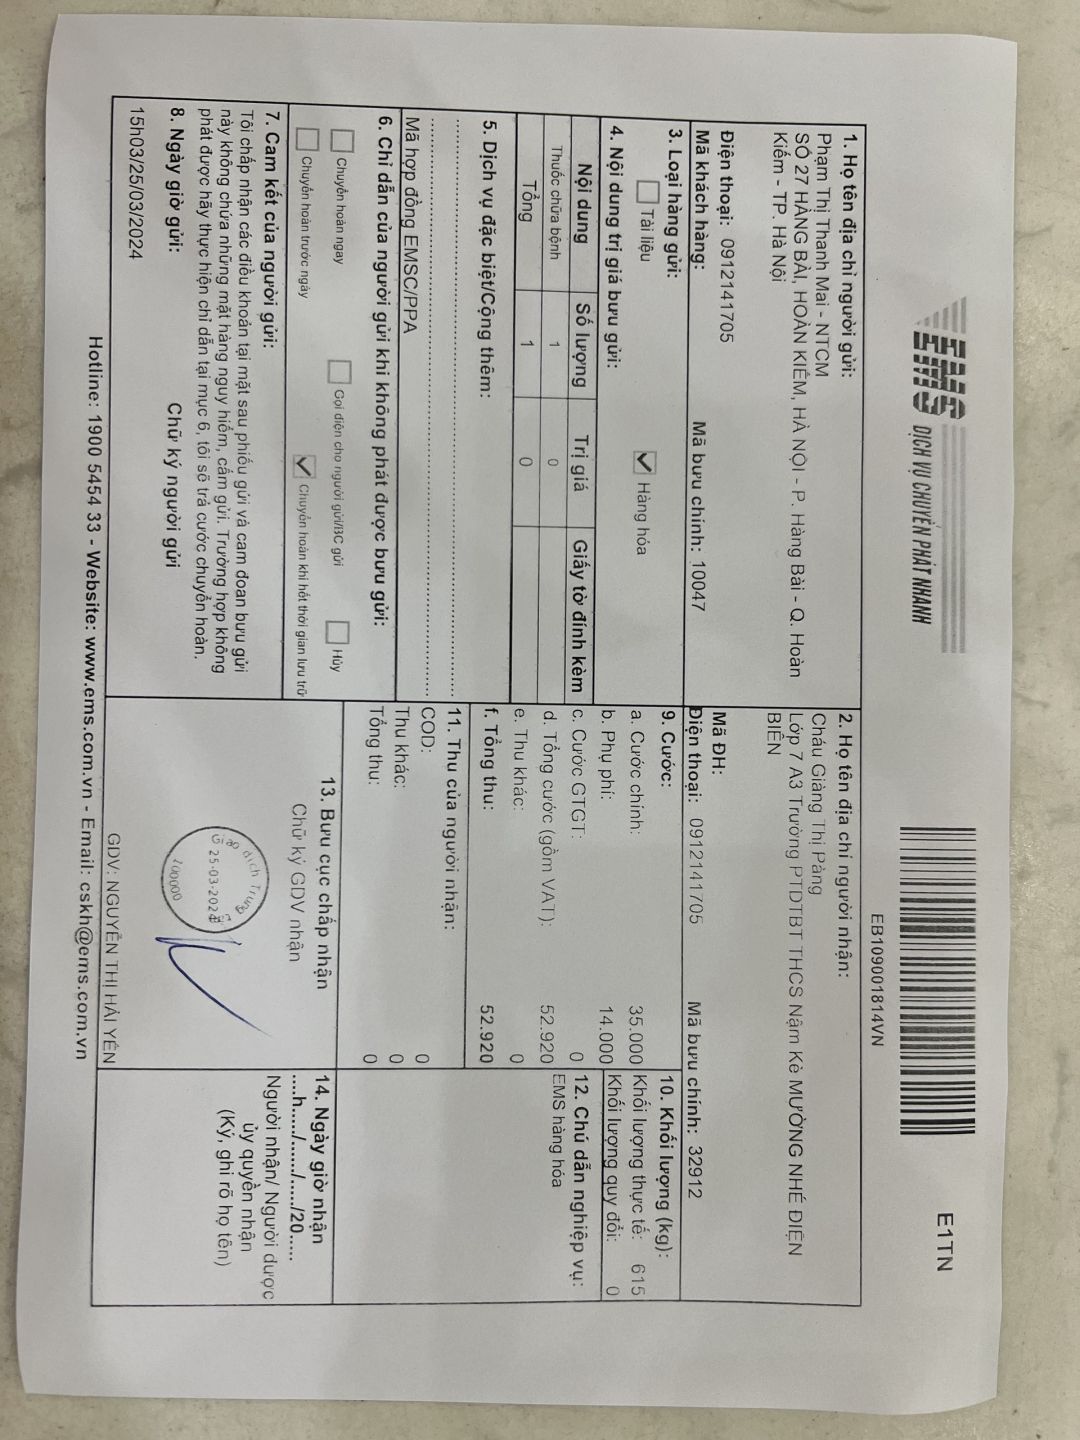 EMS DỊCH VỤ CHUYỂN PHÁT NHANH
EB109001814VN
E1TN
1. Họ tên địa chỉ người gửi:
Phạm Thị Thanh Mai - NTCM
SỐ 27 HÀNG BÀI, HOÀN KIẾM, HÀ NỘI - P. Hàng Bài - Q. Hoàn
Kiếm - TP. Hà Nội
Điện thoại: 0912141705
Mã khách hàng:
Mã bưu chính: 10047
2. Họ tên địa chỉ người nhận:
Cháu Giàng Thị Pàng
Lớp 7 A3 Trường PTDTBT THCS Nậm Kè MƯỜNG NHÉ ĐIỆN
BIÊN
Mã ĐH:
Điện thoại: 0912141705
Mã bưu chính: 32912
3. Loại hàng gửi:
Tài liệu
Hàng hóa
4. Nội dung trị giá bưu gửi:
Nội dung Số lượng Trị giá Giấy tờ đính kèm
Thuốc chữa bệnh 1 0
Tổng 1 0
5. Dịch vụ đặc biệt/Cộng thêm:
Mã hợp đồng EMSC/PPA
6. Chỉ dẫn của người gửi khi không phát được bưu gửi:
Chuyển hoàn ngay
Gọi điện cho người gửi/BC gửi
Hủy
Chuyển hoàn trước ngày
Chuyển hoàn khi hết thời gian lưu trữ
7. Cam kết của người gửi:
Tôi chấp nhận các điều khoản tại mặt sau phiếu gửi và cam đoan bưu gửi
này không chứa những mặt hàng nguy hiểm, cấm gửi. Trường hợp không
phát được hãy thực hiện chỉ dẫn tại mục 6, tôi sẽ trả cước chuyển hoàn.
8. Ngày giờ gửi:
Chữ ký người gửi
15h03/25/03/2024
9. Cước:
a. Cước chính: 35.000
b. Phụ phí: 14.000
c. Cước GTGT: 0
d. Tổng cước (gồm VAT): 52.920
e. Thu khác: 0
f. Tổng thu: 52.920
10. Khối lượng (kg):
Khối lượng thực tế: 615
Khối lượng quy đổi: 0
11. Thu của người nhận:
COD: 0
Thu khác: 0
Tổng thu: 0
12. Chú dẫn nghiệp vụ:
EMS hàng hóa
13. Bưu cục chấp nhận
Chữ ký GDV nhận
Giao dịch Trung
25-03-2024
100000
GDV: NGUYỄN THỊ HẢI YẾN
14. Ngày giờ nhận
....h...../....../...../20.....
Người nhận/ Người được
ủy quyền nhận
(Ký, ghi rõ họ tên)
Hotline: 1900 5454 33 - Website: www.ems.com.vn - Email: cskh@ems.com.vn